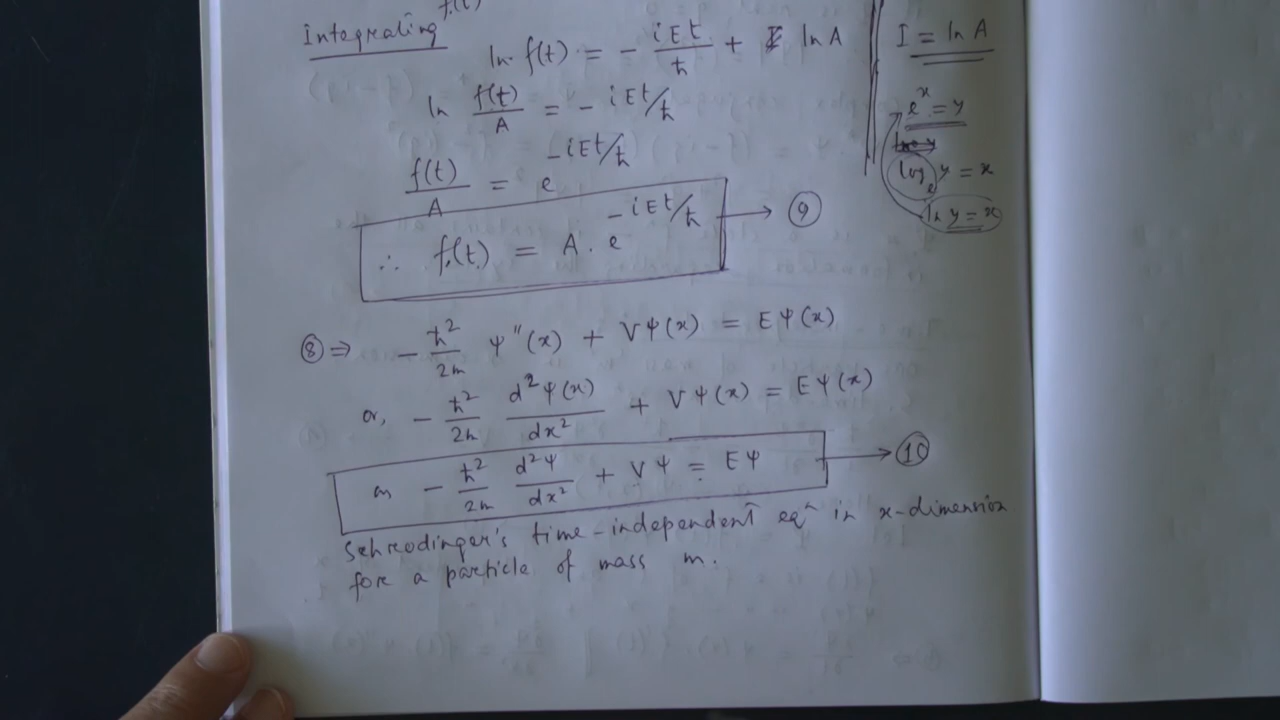 Integrating
ln f(t) = - iEt/ħ + ln A
I = ln A
ln f(t)/A = - iEt/ħ
f(t)/A = e^{-iEt/ħ}
∴ f(t) = A . e^{-iEt/ħ} → ⑨
e^x = y
log_e y = x
ln y = x
⑧ ⇒ - ħ²/2m ψ''(x) + Vψ(x) = Eψ(x)
or, - ħ²/2m d²ψ(x)/dx² + Vψ(x) = Eψ(x)
or - ħ²/2m d²ψ/dx² + Vψ = Eψ → ⑩
Schrodinger's time-independent eqn in x-dimension
for a particle of mass m.